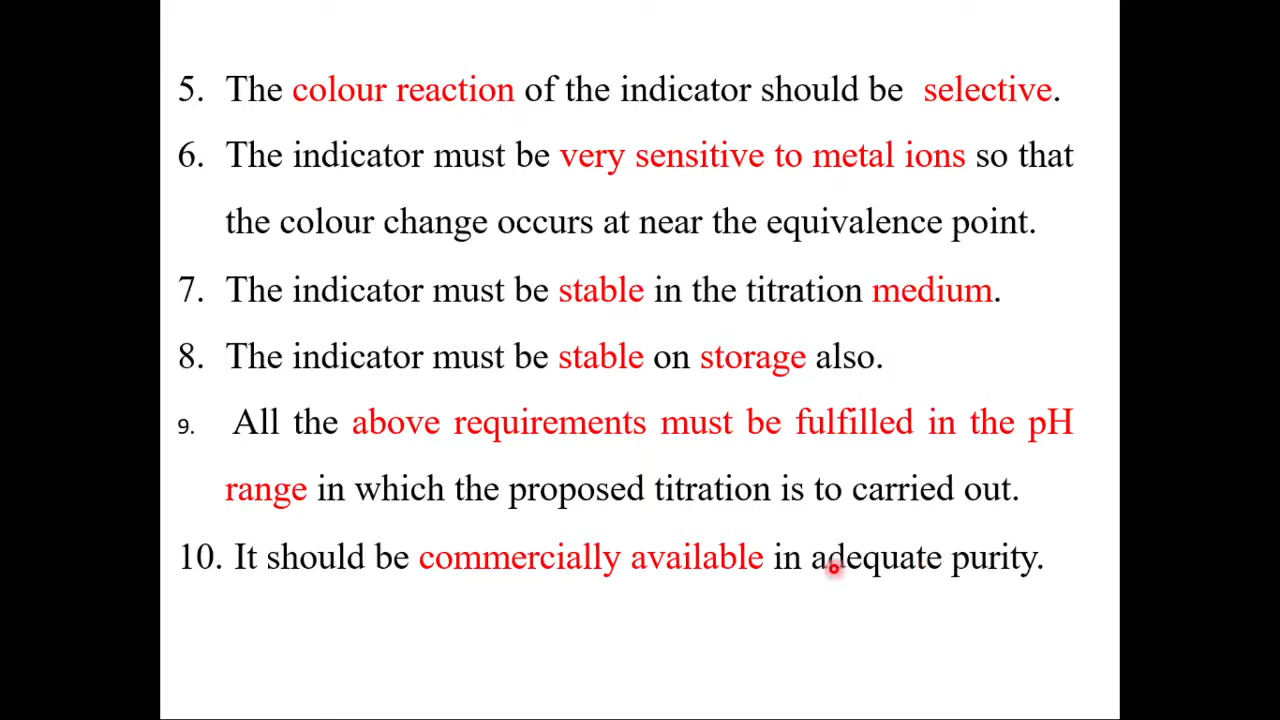 5. The colour reaction of the indicator should be selective.
6. The indicator must be very sensitive to metal ions so that
the colour change occurs at near the equivalence point.
7. The indicator must be stable in the titration medium.
8. The indicator must be stable on storage also.
9. All the above requirements must be fulfilled in the pH
range in which the proposed titration is to carried out.
10. It should be commercially available in adequate purity.